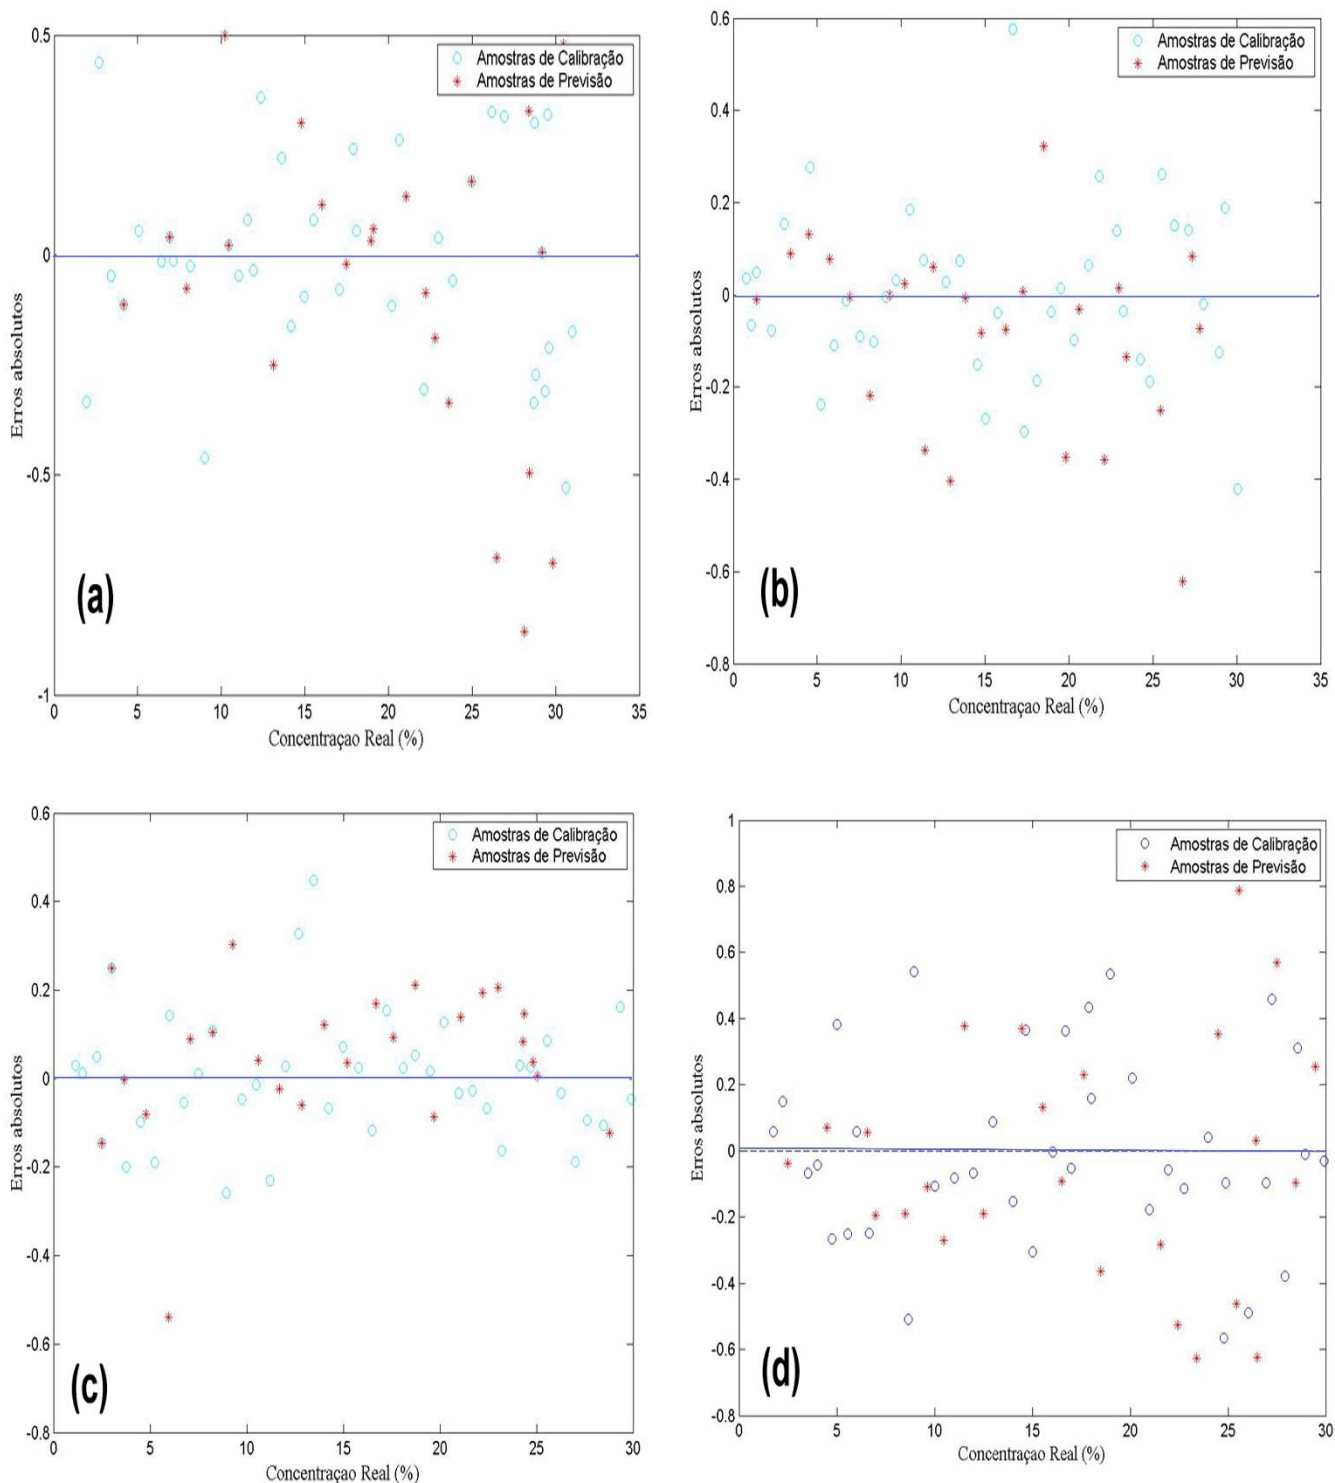 0.5
0
-0.5
-1
0 5 10 15 20 25 30 35
Erros absolutos
Concentraçao Real (%)
Amostras de Calibração
Amostras de Previsão
(a)
0.6
0.4
0.2
0
-0.2
-0.4
-0.6
-0.8
0 5 10 15 20 25 30 35
Erros absolutos
Concentraçao Real (%)
Amostras de Calibração
Amostras de Previsão
(b)
0.6
0.4
0.2
0
-0.2
-0.4
-0.6
-0.8
0 5 10 15 20 25 30
Erros absolutos
Concentraçao Real (%)
Amostras de Calibração
Amostras de Previsão
(c)
1
0.8
0.6
0.4
0.2
0
-0.2
-0.4
-0.6
-0.8
0 5 10 15 20 25 30
Erros absolutos
Concentraçao Real (%)
Amostras de Calibração
Amostras de Previsão
(d)